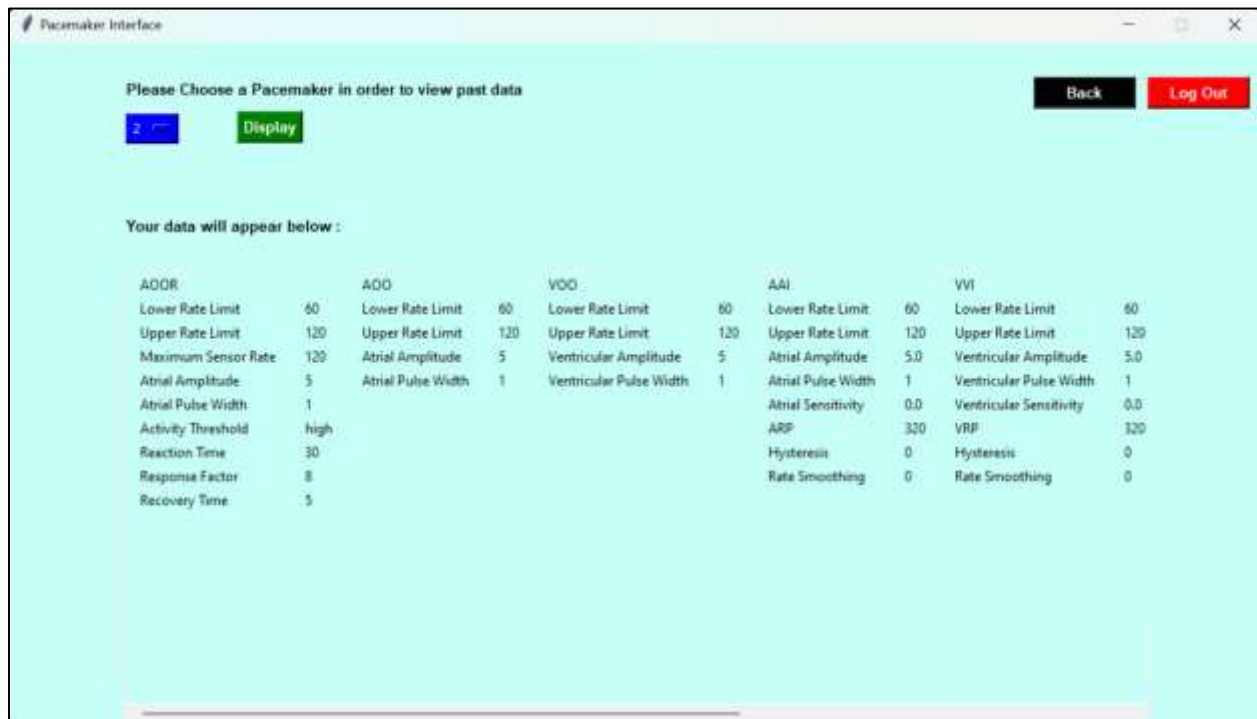 Pacemaker Interface
Please Choose a Pacemaker in order to view past data
Back Log Out
2 Display
Your data will appear below :
AOOR AOO VOO AAI VVI
Lower Rate Limit 60 Lower Rate Limit 60 Lower Rate Limit 60 Lower Rate Limit 60 Lower Rate Limit 60
Upper Rate Limit 120 Upper Rate Limit 120 Upper Rate Limit 120 Upper Rate Limit 120 Upper Rate Limit 120
Maximum Sensor Rate 120 Atrial Amplitude 5 Ventricular Amplitude 5 Atrial Amplitude 5.0 Ventricular Amplitude 5.0
Atrial Amplitude 5 Atrial Pulse Width 1 Ventricular Pulse Width 1 Atrial Pulse Width 1 Ventricular Pulse Width 1
Atrial Pulse Width 1 Atrial Sensitivity 0.0 Ventricular Sensitivity 0.0
Activity Threshold high ARP 320 VRP 320
Reaction Time 30 Hysteresis 0 Hysteresis 0
Response Factor 8 Rate Smoothing 0 Rate Smoothing 0
Recovery Time 5